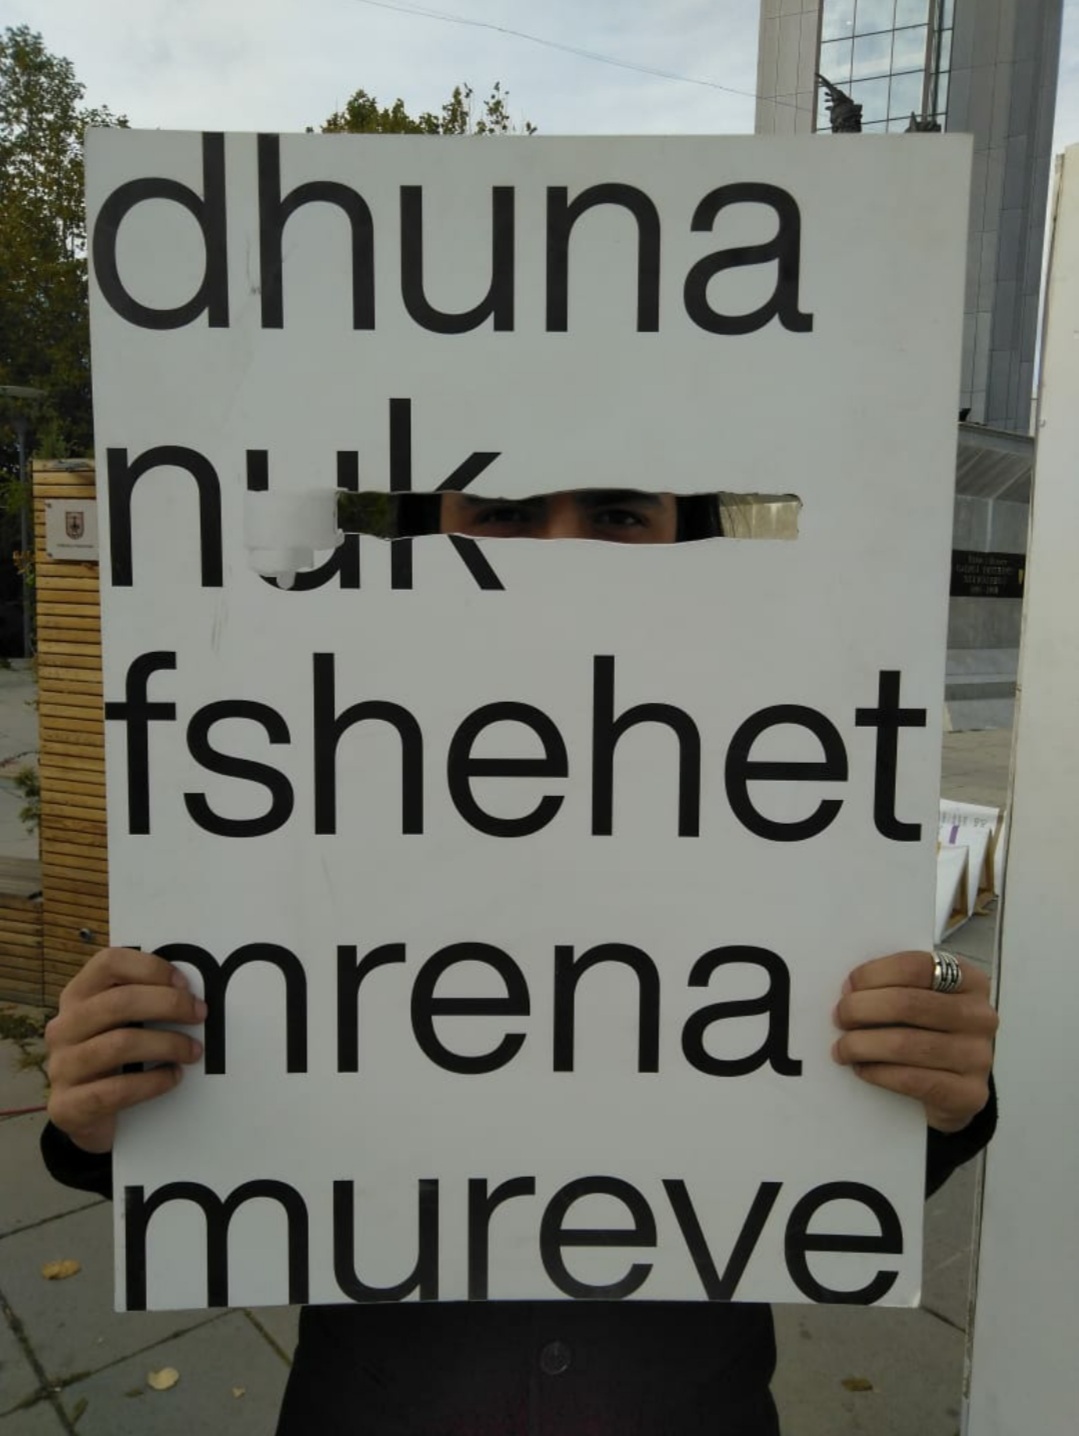 dhuna
nuk
fshehet
mrena
mureve